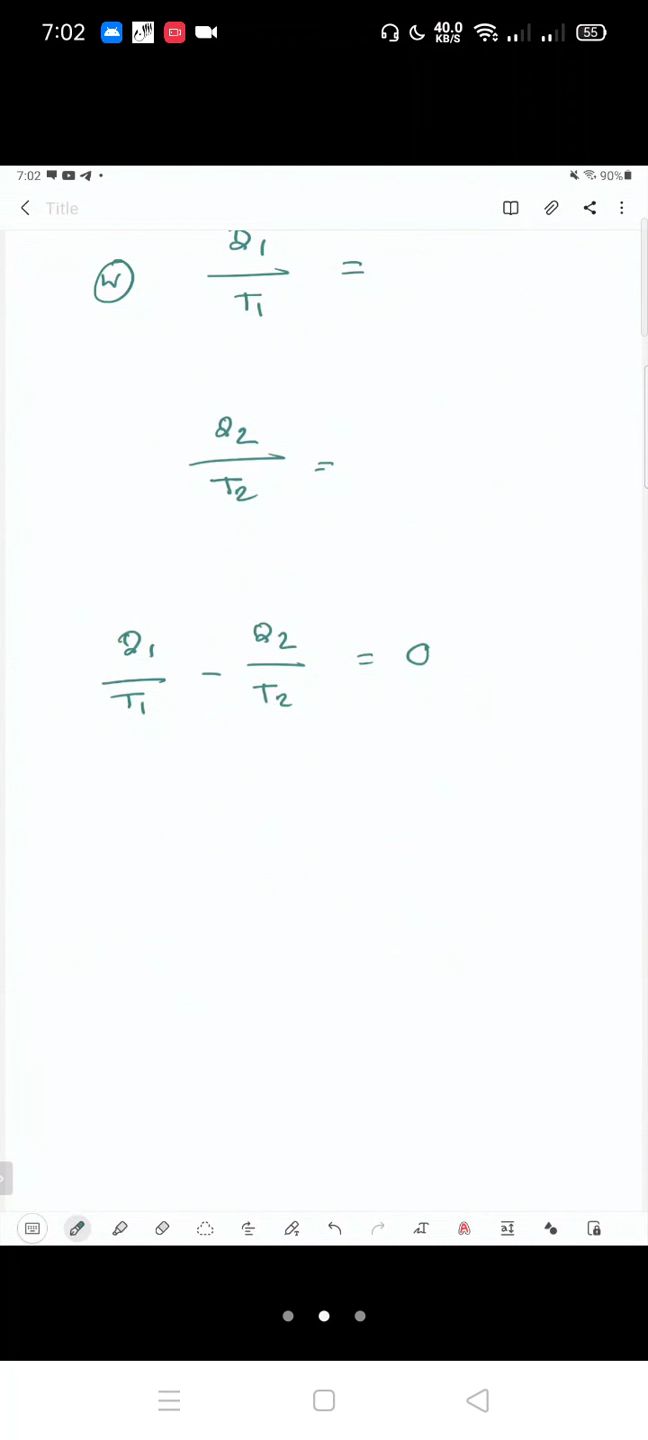 7:02 40.0 KB/S 55
7:02 90%
Title
W Q1/T1 =
Q2/T2 =
Q1/T1 - Q2/T2 = 0